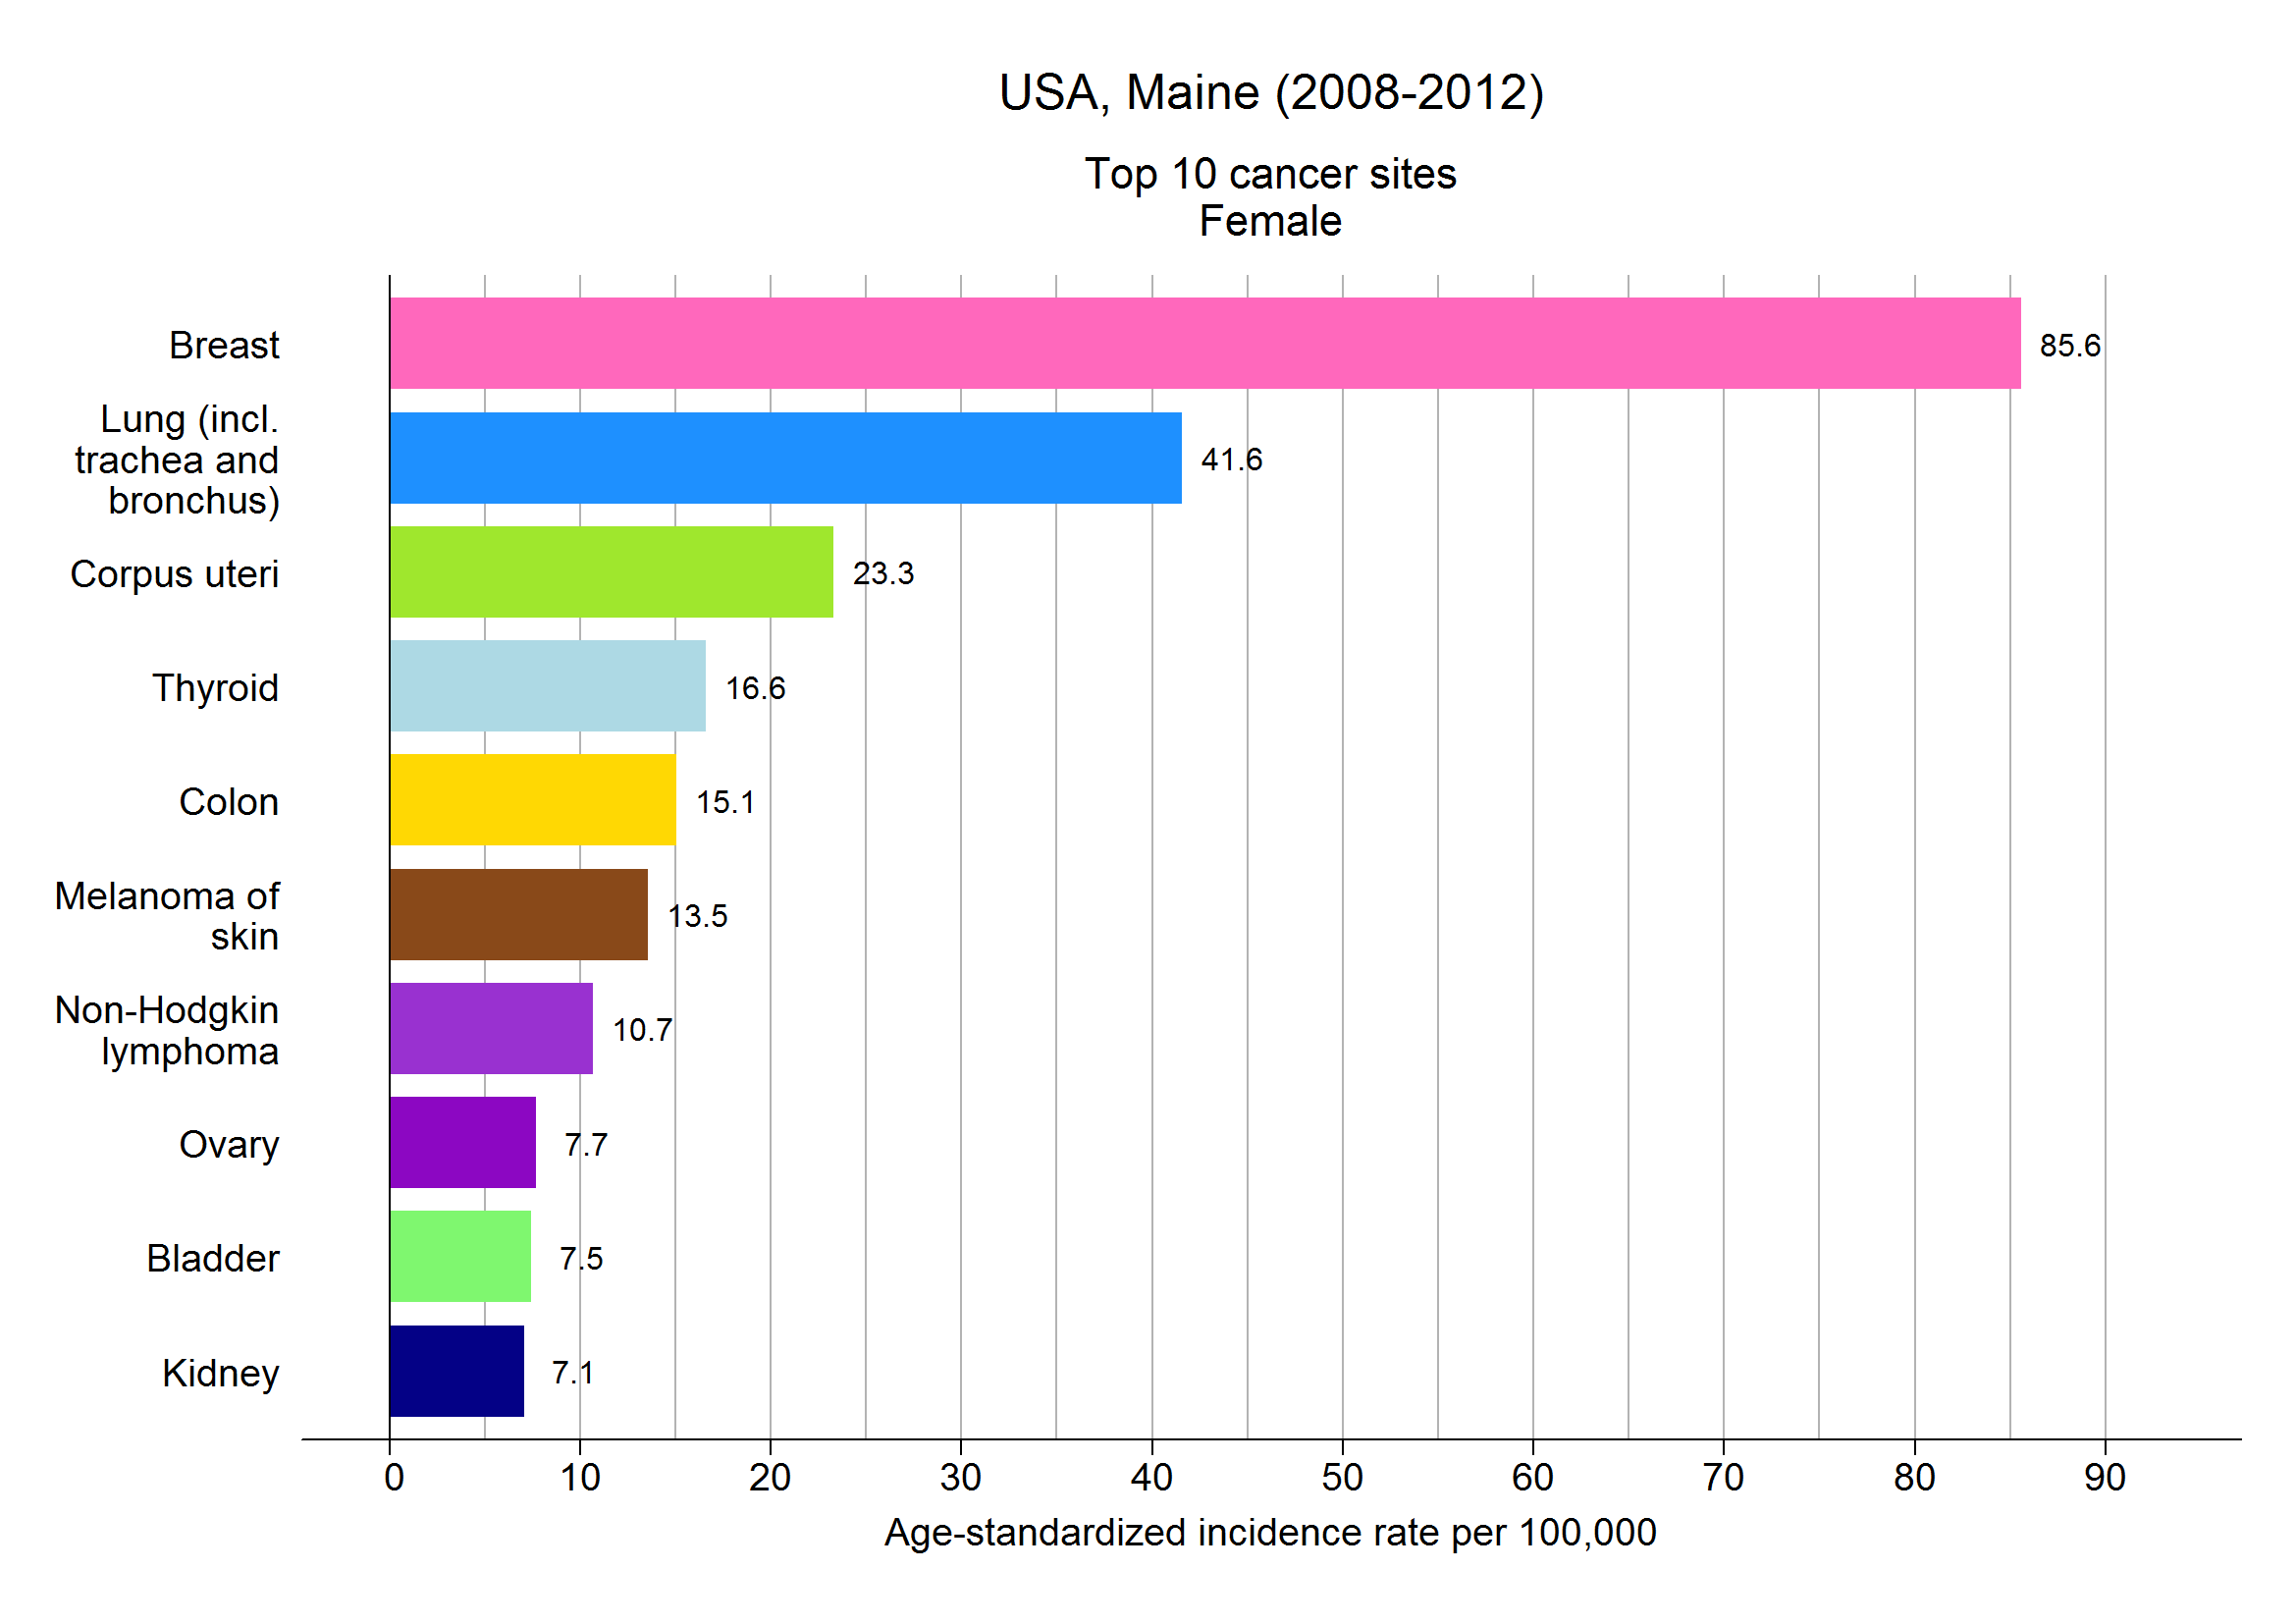 USA, Maine (2008-2012)
Top 10 cancer sites
Female
Breast
85.6
Lung (incl.
trachea and
bronchus)
41.6
Corpus uteri
23.3
Thyroid
16.6
Colon
15.1
Melanoma of
skin
13.5
Non-Hodgkin
lymphoma
10.7
Ovary
7.7
Bladder
7.5
Kidney
7.1
0 10 20 30 40 50 60 70 80 90
Age-standardized incidence rate per 100,000